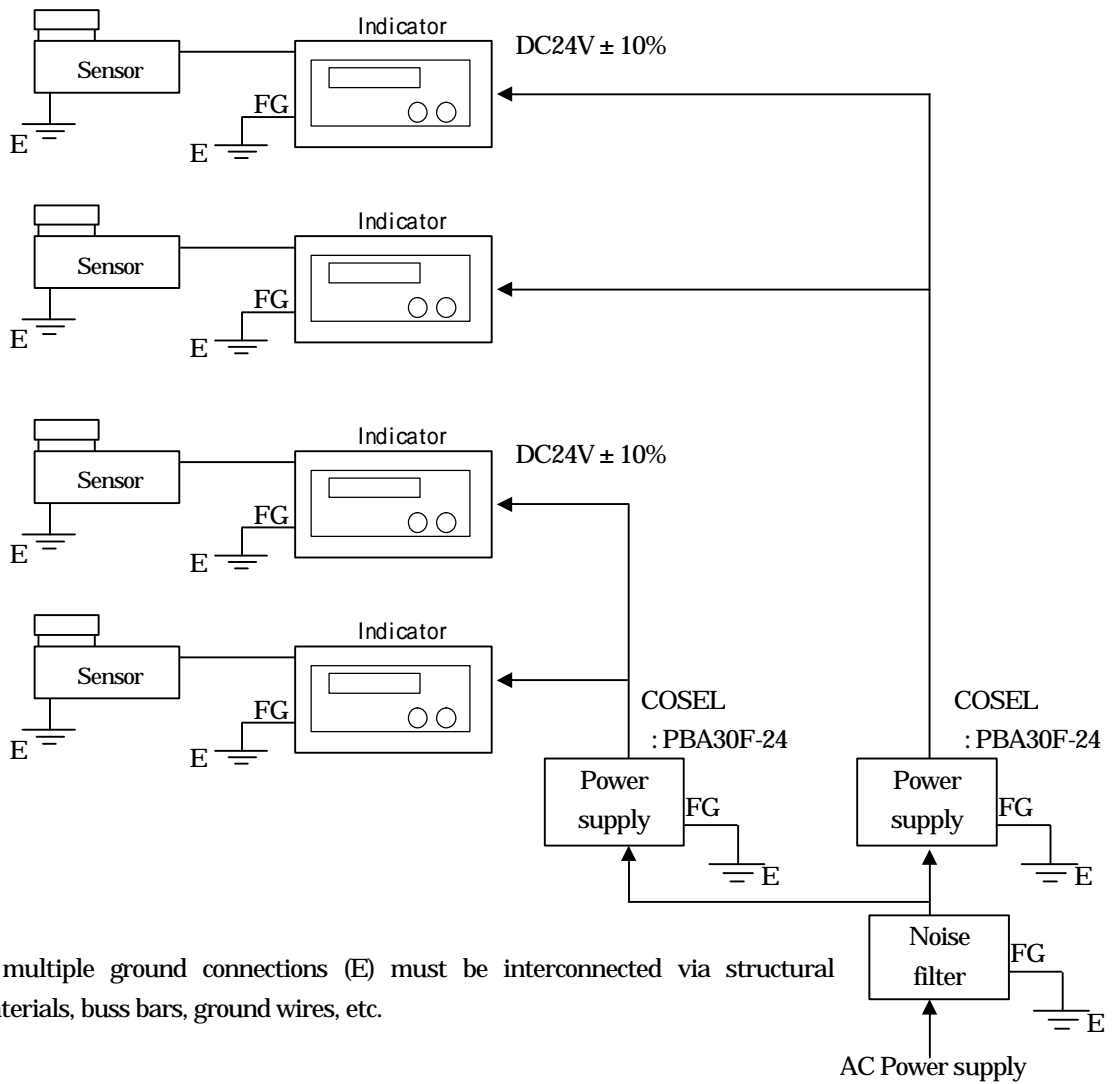 Indicator
DC24V ± 10%
Sensor
FG
E
E
Indicator
Sensor
FG
E
E
Indicator
DC24V ± 10%
Sensor
FG
E
E
Indicator
Sensor
FG
E
E
COSEL
: PBA30F-24
COSEL
: PBA30F-24
Power
supply
FG
E
Power
supply
FG
E
Noise
filter
FG
E
multiple ground connections (E) must be interconnected via structural
buss bars, ground wires, etc.
AC Power supply